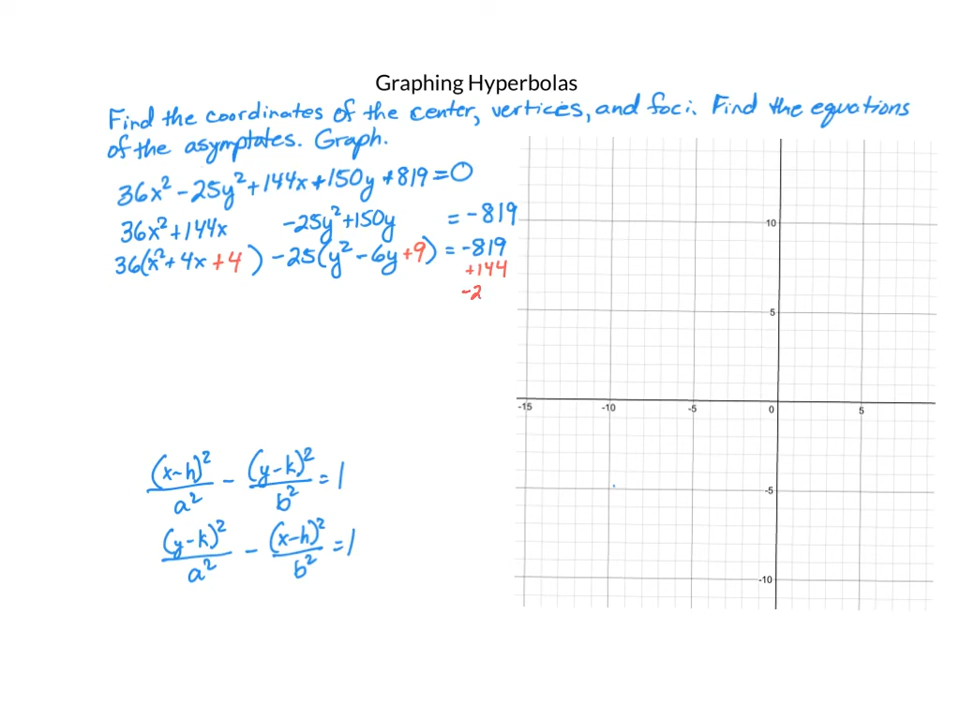 Graphing Hyperbolas
Find the coordinates of the center, vertices, and foci. Find the equations
of the asymptotes. Graph.
36x² - 25y² + 144x + 150y + 819 = 0
36x² + 144x    -25y² + 150y    = -819
36(x² + 4x + 4) - 25(y² - 6y + 9) = -819
+144
-2
10
5
-15 -10 -5 0 5
-5
-10
(x-h)²/a² - (y-k)²/b² = 1
(y-k)²/a² - (x-h)²/b² = 1